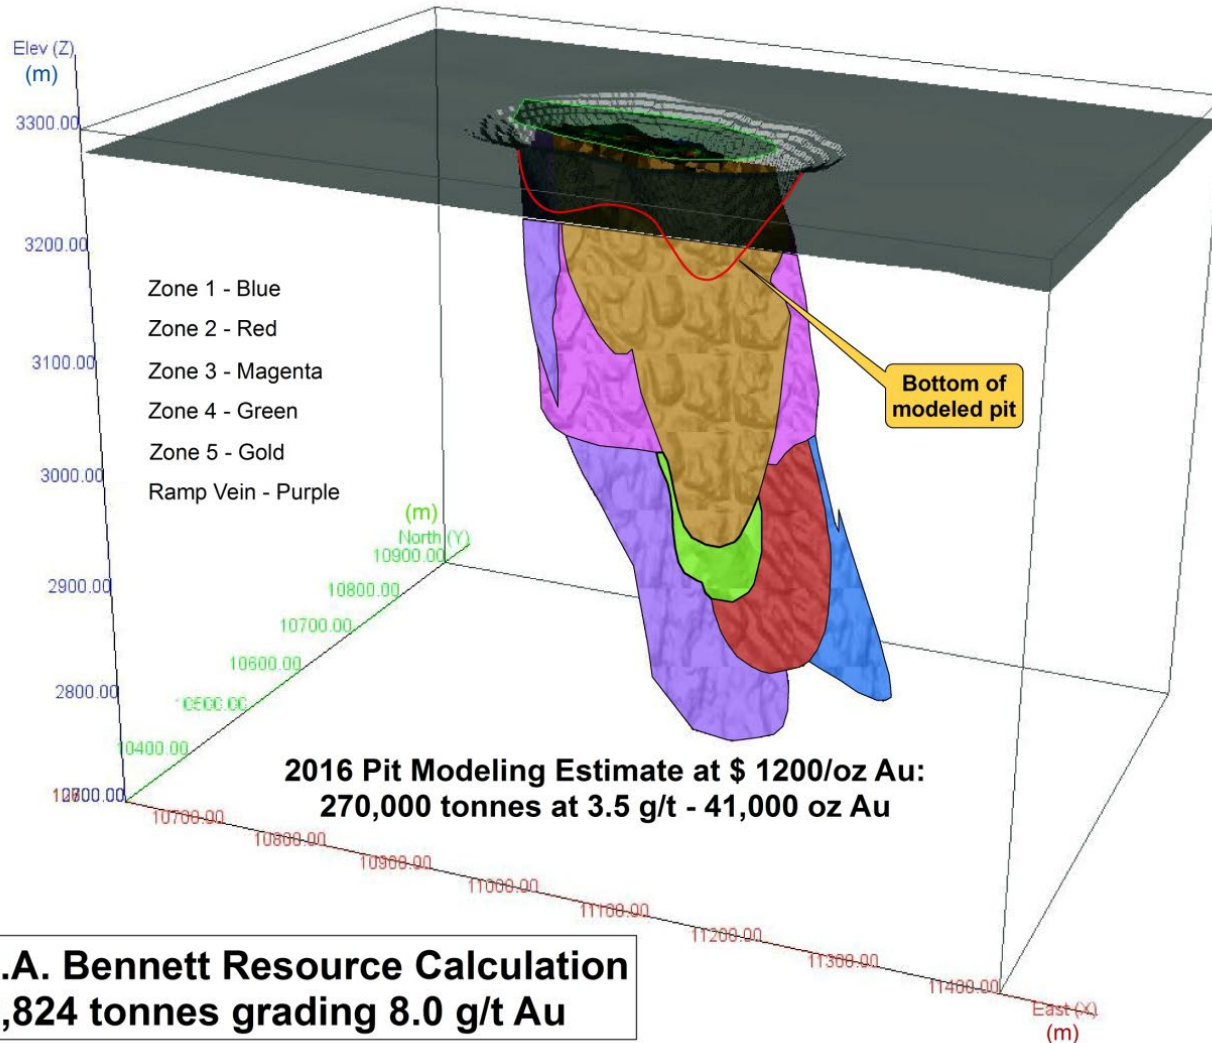 Elev (Z)
(m)
3300.00
3200.00
3100.00
3000.00
2900.00
2800.00
Zone 1 - Blue
Zone 2 - Red
Zone 3 - Magenta
Zone 4 - Green
Zone 5 - Gold
Ramp Vein - Purple
Bottom of
modeled pit
(m)
North (Y)
10900.00
10800.00
10700.00
10600.00
10500.00
10400.00
2016 Pit Modeling Estimate at $ 1200/oz Au:
270,000 tonnes at 3.5 g/t - 41,000 oz Au
10700.00
10800.00
10900.00
11000.00
11100.00
11200.00
11300.00
11400.00
East (X)
(m)
.A. Bennett Resource Calculation
,824 tonnes grading 8.0 g/t Au